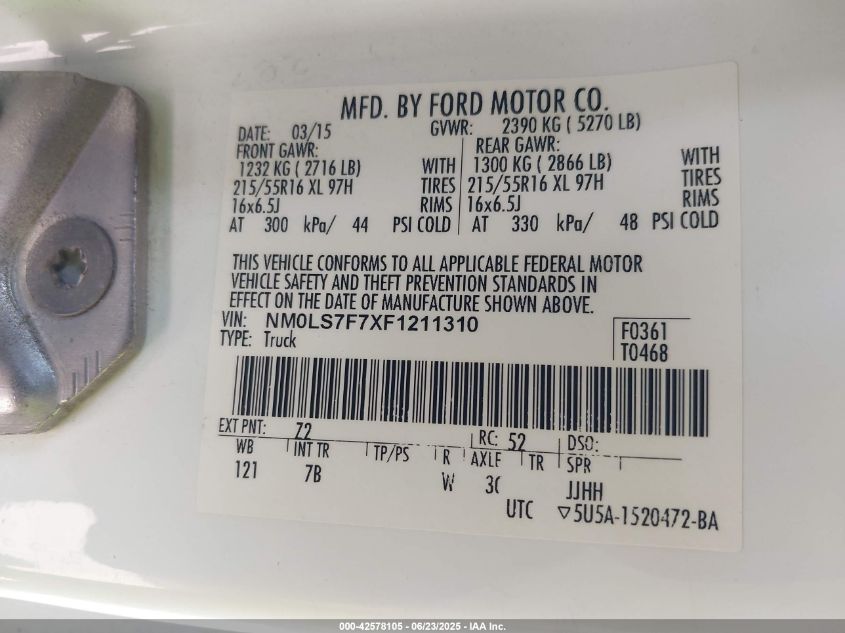 MFD. BY FORD MOTOR CO.
DATE: 03/15 GVWR: 2390 KG ( 5270 LB)
FRONT GAWR: REAR GAWR:
1232 KG ( 2716 LB) WITH 1300 KG ( 2866 LB) WITH
215/55R16 XL 97H TIRES 215/55R16 XL 97H TIRES
16x6.5J RIMS 16x6.5J RIMS
AT 300 kPa/ 44 PSI COLD AT 330 kPa/ 48 PSI COLD
THIS VEHICLE CONFORMS TO ALL APPLICABLE FEDERAL MOTOR
VEHICLE SAFETY AND THEFT PREVENTION STANDARDS IN
EFFECT ON THE DATE OF MANUFACTURE SHOWN ABOVE.
VIN: NM0LS7F7XF1211310
TYPE: Truck
F0361
T0468
EXT PNT: Z2 RC: 52 DSO:
WB INT TR TP/PS R AXLE TR SPR
121 7B W JJHH
UTC ▽5U5A-1520472-BA
000-42578105 - 06/23/2025 - IAA Inc.